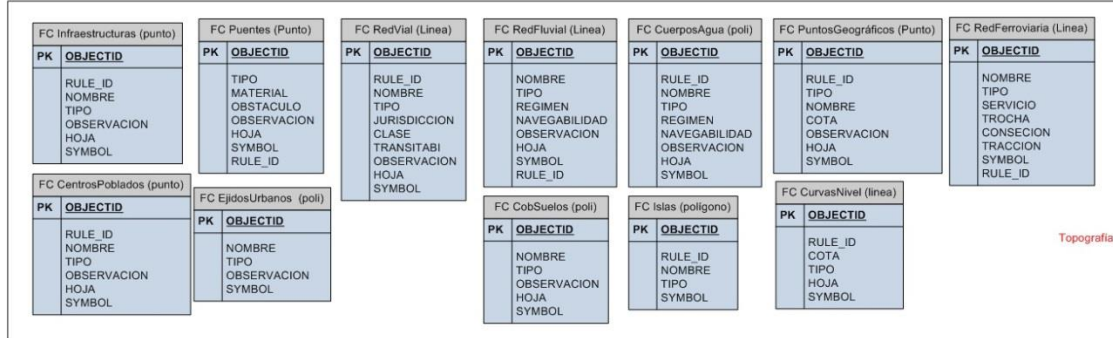 FC Infraestructuras (punto)
PK OBJECTID
RULE_ID
NOMBRE
TIPO
OBSERVACION
HOJA
SYMBOL
FC Puentes (Punto)
PK OBJECTID
TIPO
MATERIAL
OBSTACULO
OBSERVACION
HOJA
SYMBOL
RULE_ID
FC RedVial (Linea)
PK OBJECTID
RULE_ID
NOMBRE
TIPO
JURISDICCION
CLASE
TRANSITABI
OBSERVACION
HOJA
SYMBOL
FC RedFluvial (Linea)
PK OBJECTID
NOMBRE
TIPO
REGIMEN
NAVEGABILIDAD
OBSERVACION
HOJA
SYMBOL
RULE_ID
FC CuerposAgua (poli)
PK OBJECTID
RULE_ID
NOMBRE
TIPO
REGIMEN
NAVEGABILIDAD
OBSERVACION
HOJA
SYMBOL
FC PuntosGeográficos (Punto)
PK OBJECTID
RULE_ID
TIPO
NOMBRE
COTA
OBSERVACION
HOJA
SYMBOL
FC RedFerroviaria (Linea)
PK OBJECTID
NOMBRE
TIPO
SERVICIO
TROCHA
CONSECION
TRACCION
SYMBOL
RULE_ID
FC CentrosPoblados (punto)
PK OBJECTID
RULE_ID
NOMBRE
TIPO
OBSERVACION
HOJA
SYMBOL
FC EjidosUrbanos (poli)
PK OBJECTID
NOMBRE
TIPO
OBSERVACION
SYMBOL
FC CobSuelos (poli)
PK OBJECTID
NOMBRE
TIPO
OBSERVACION
HOJA
SYMBOL
FC Islas (polígono)
PK OBJECTID
RULE_ID
NOMBRE
TIPO
SYMBOL
FC CurvasNivel (linea)
PK OBJECTID
RULE_ID
COTA
TIPO
HOJA
SYMBOL
Topografia